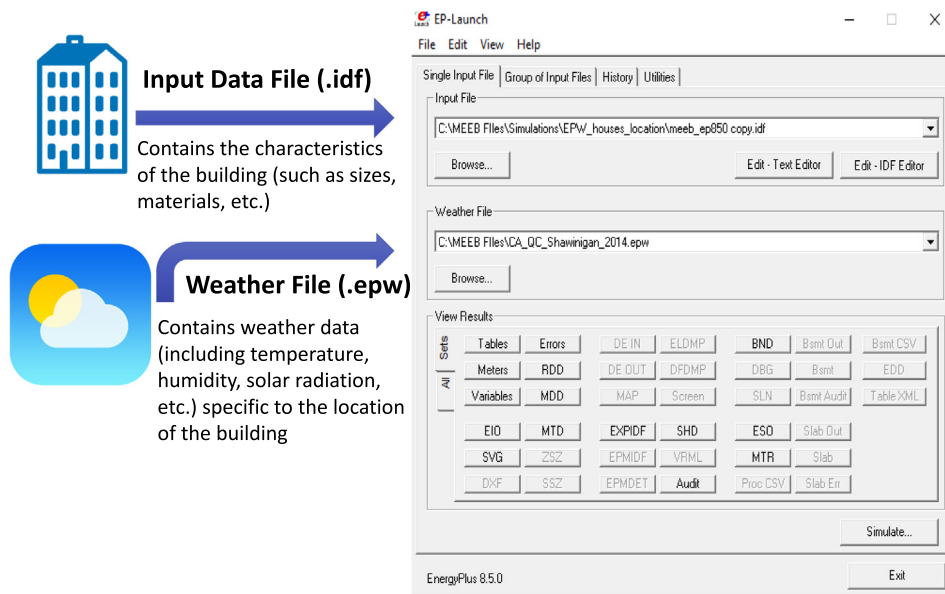 Input Data File (.idf)
Contains the characteristics
of the building (such as sizes,
materials, etc.)
Weather File (.epw)
Contains weather data
(including temperature,
humidity, solar radiation,
etc.) specific to the location
of the building
EP-Launch
File Edit View Help
Single Input File Group of Input Files History Utilities
Input File
C:\MEEB FIles\Simulations\EPW_houses_location\meeb_ep850 copy.idf
Browse... Edit - Text Editor Edit - IDF Editor
Weather File
C:\MEEB FIles\CA_QC_Shawinigan_2014.epw
Browse...
View Results
Sets
All
Tables Errors DE IN ELDMP BND Bsmt Out Bsmt CSV
Meters RDD DE OUT DFDMP DBG Bsmt EDD
Variables MDD MAP Screen SLN Bsmt Audit Table XML
EIO MTD EXPIDF SHD ESO Slab Out
SVG ZSZ EPMIDF VRML MTR Slab
DXF SSZ EPMDET Audit Proc CSV Slab Err
Simulate...
EnergyPlus 8.5.0 Exit